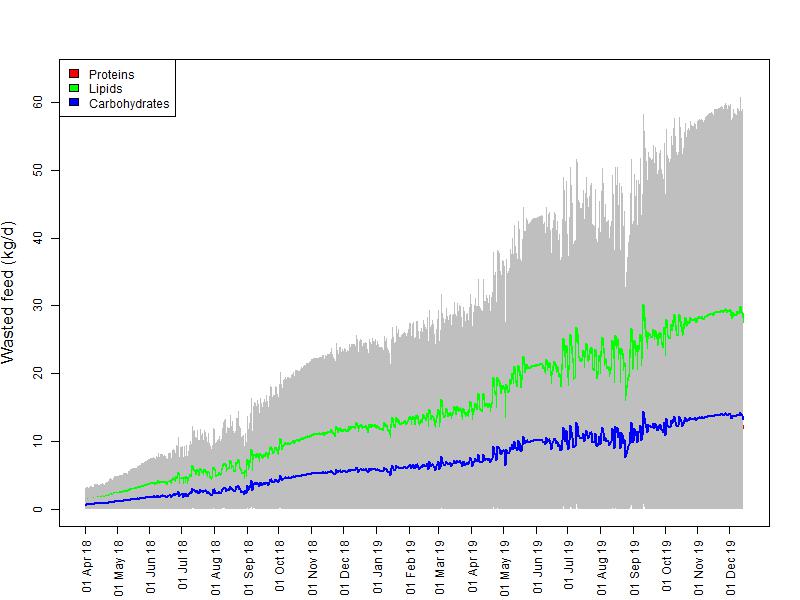 Proteins
Lipids
Carbohydrates
Wasted feed (kg/d)
60
50
40
30
20
10
0
01 Apr 18
01 May 18
01 Jun 18
01 Jul 18
01 Aug 18
01 Sep 18
01 Oct 18
01 Nov 18
01 Dec 18
01 Jan 19
01 Feb 19
01 Mar 19
01 Apr 19
01 May 19
01 Jun 19
01 Jul 19
01 Aug 19
01 Sep 19
01 Oct 19
01 Nov 19
01 Dec 19